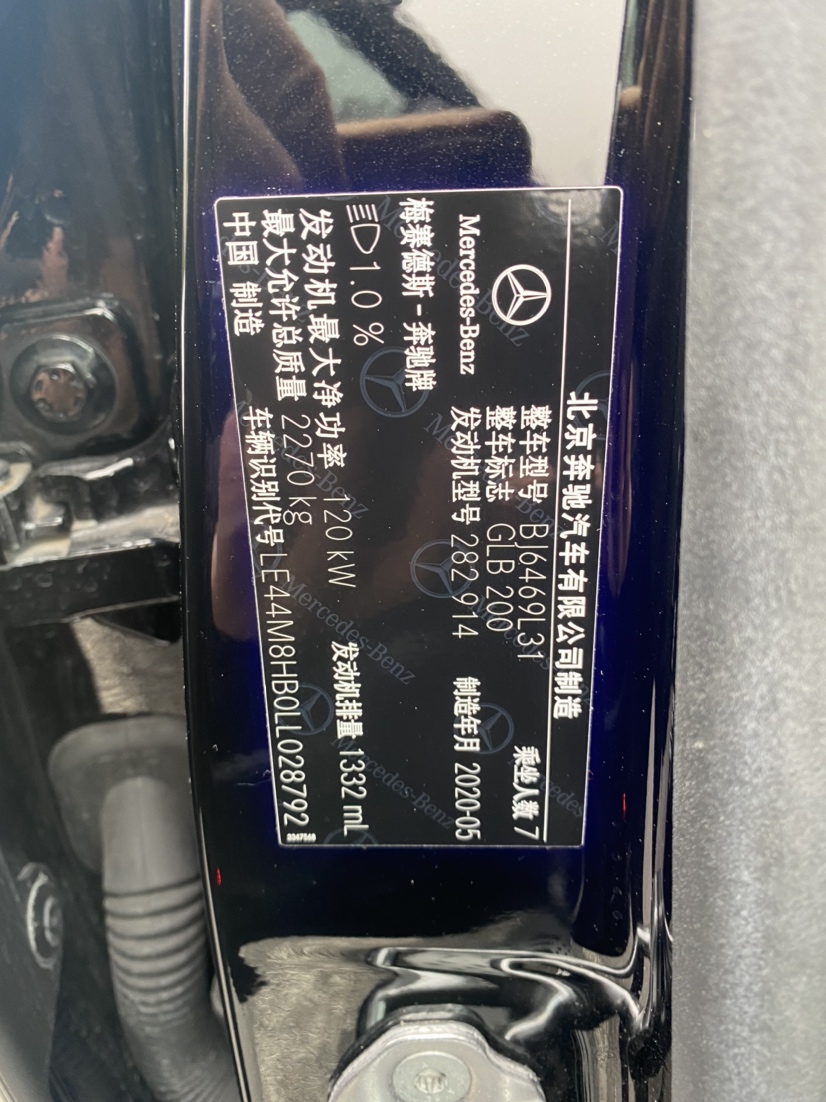 北京奔驰汽车有限公司制造
Mercedes-Benz
整车型号 BJ6469L31
乘坐人数 7
整车标志 GLB 200
发动机型号 282 914
制造年月 2020-05
梅赛德斯-奔驰牌
1.0 %
发动机最大净功率 120 kW
发动机排量 1332 mL
最大允许总质量 2270 kg
中国 制造
车辆识别代号 LE44M8HB0LL028792